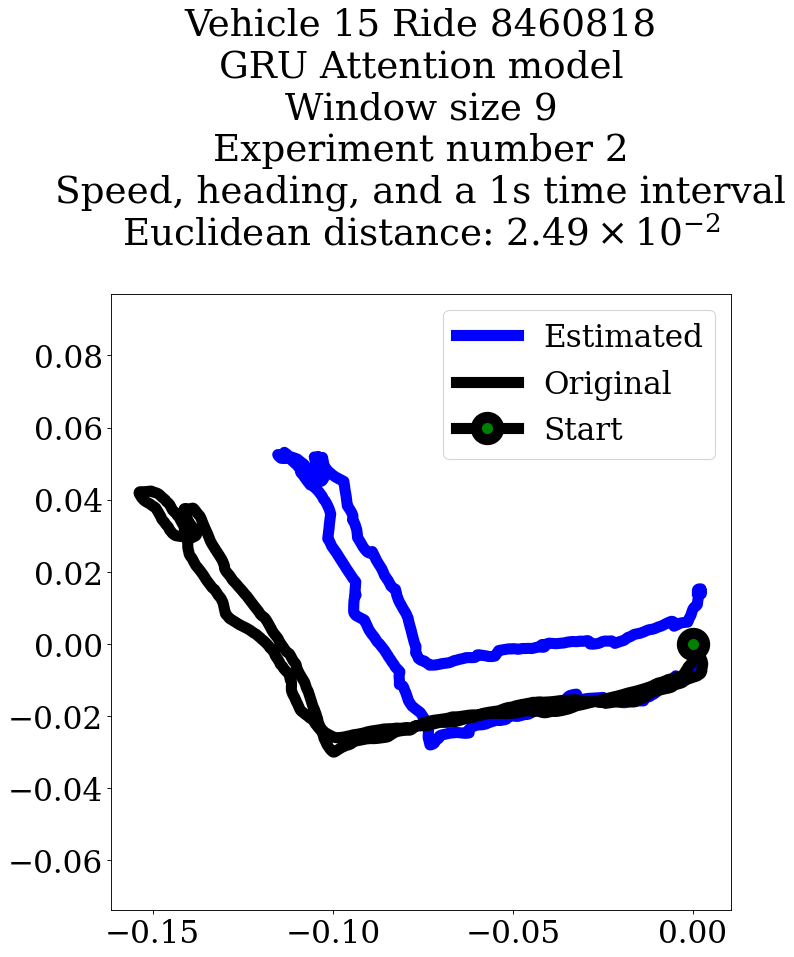 Vehicle 15 Ride 8460818
GRU Attention model
Window size 9
Experiment number 2
Speed, heading, and a 1s time interval
Euclidean distance: 2.49 × 10⁻²
Estimated
Original
Start
0.08
0.06
0.04
0.02
0.00
−0.02
−0.04
−0.06
−0.15 −0.10 −0.05 0.00